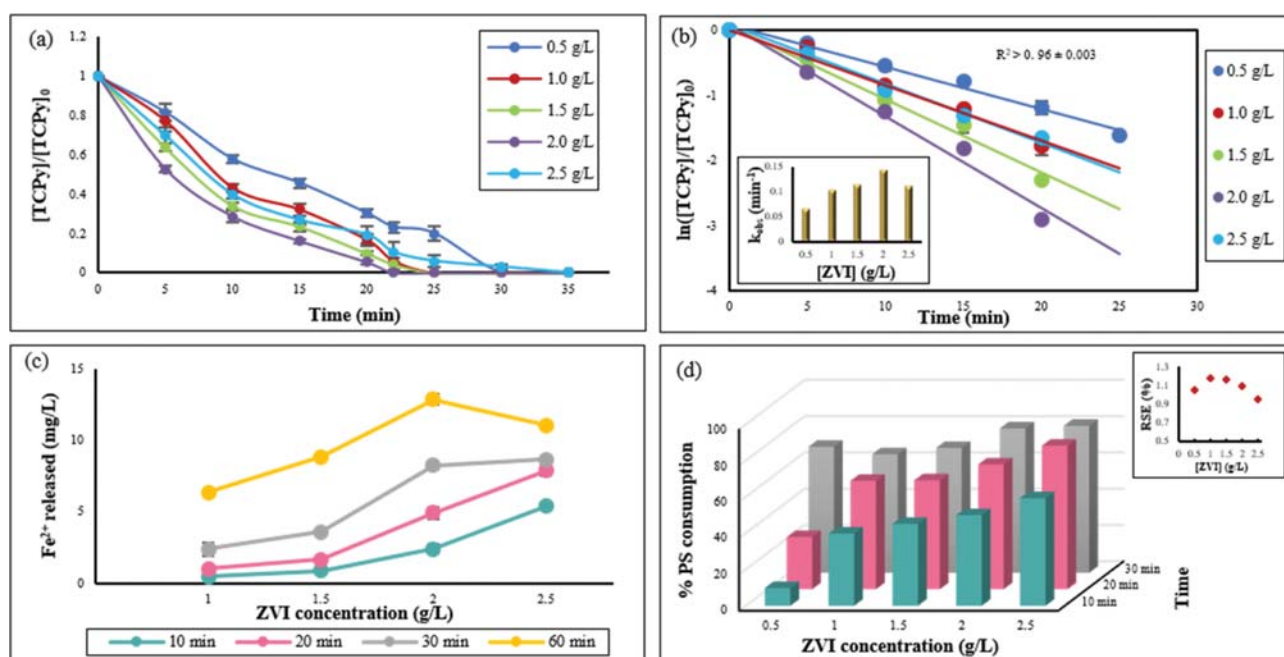 (a)
1.2
1
0.8
0.6
0.4
0.2
0
0 5 10 15 20 25 30 35
[TCPy]/[TCPy]₀
Time (min)
0.5 g/L
1.0 g/L
1.5 g/L
2.0 g/L
2.5 g/L
(b)
0
-1
-2
-3
-4
0 5 10 15 20 25 30
ln([TCPy]/[TCPy]₀)
Time (min)
R² > 0.96 ± 0.003
0.5 g/L
1.0 g/L
1.5 g/L
2.0 g/L
2.5 g/L
0.15
0.1
0.05
0
0.5 1 1.5 2 2.5
kobs (min⁻¹)
[ZVI] (g/L)
(c)
15
10
5
0
1 1.5 2 2.5
Fe²⁺ released (mg/L)
ZVI concentration (g/L)
10 min 20 min 30 min 60 min
(d)
100
80
60
40
20
0
0.5 1 1.5 2 2.5
% PS consumption
ZVI concentration (g/L)
30 min
20 min
10 min
Time
1.3
1.1
0.9
0.7
0.5
0 0.5 1 1.5 2 2.5
RSE (%)
[ZVI] (g/L)